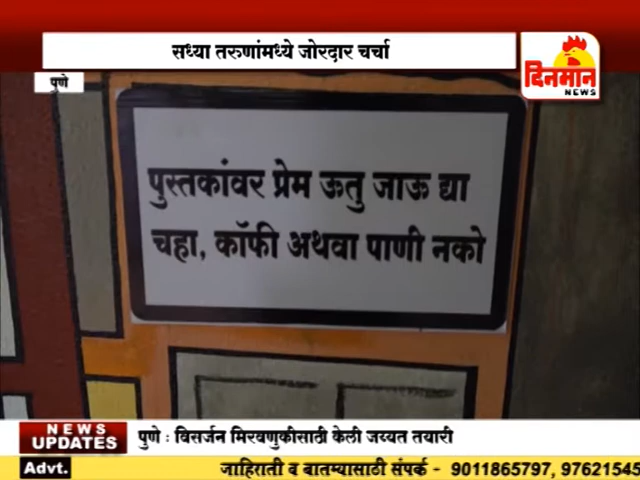 सध्या तरुणांमध्ये जोरदार चर्चा
दिनमान
NEWS
पुणे
पुस्तकांवर प्रेम ऊतु जाऊ द्या
चहा, कॉफी अथवा पाणी नको
NEWS
UPDATES
पुणे : विसर्जन मिरवणुकीसाठी केली जय्यत तयारी
Advt.
जाहिराती व बातम्यासाठी संपर्क - 9011865797, 97621545